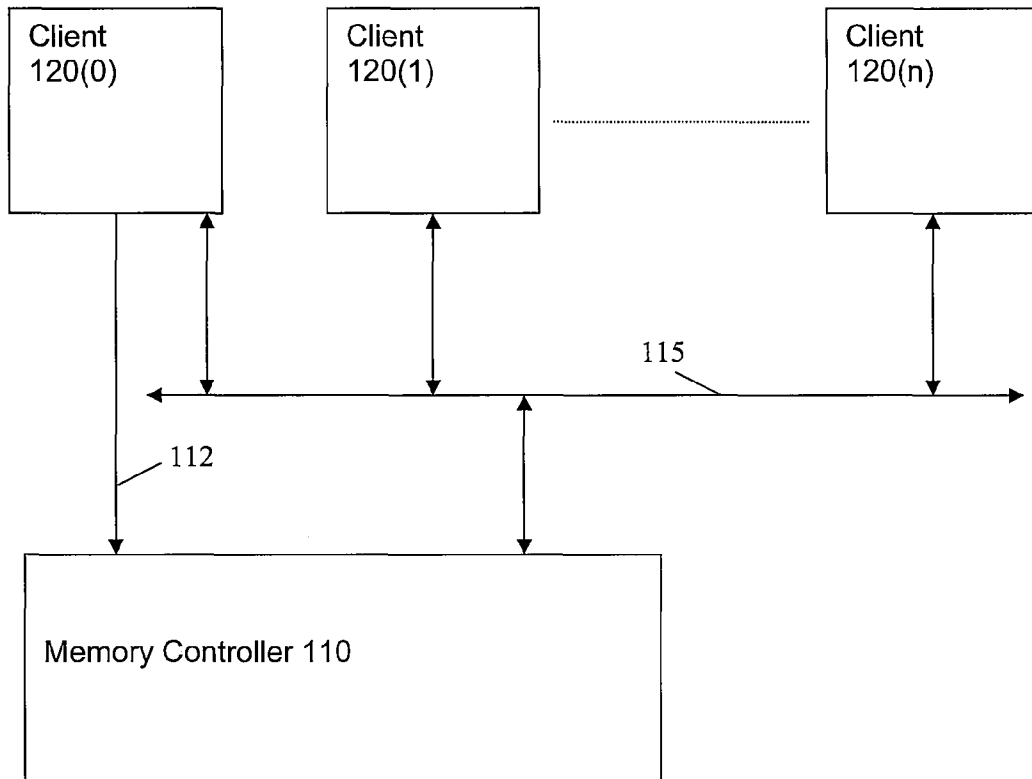 Client
120(0)
Client
120(1)
Client
120(n)
115
112
Memory Controller 110